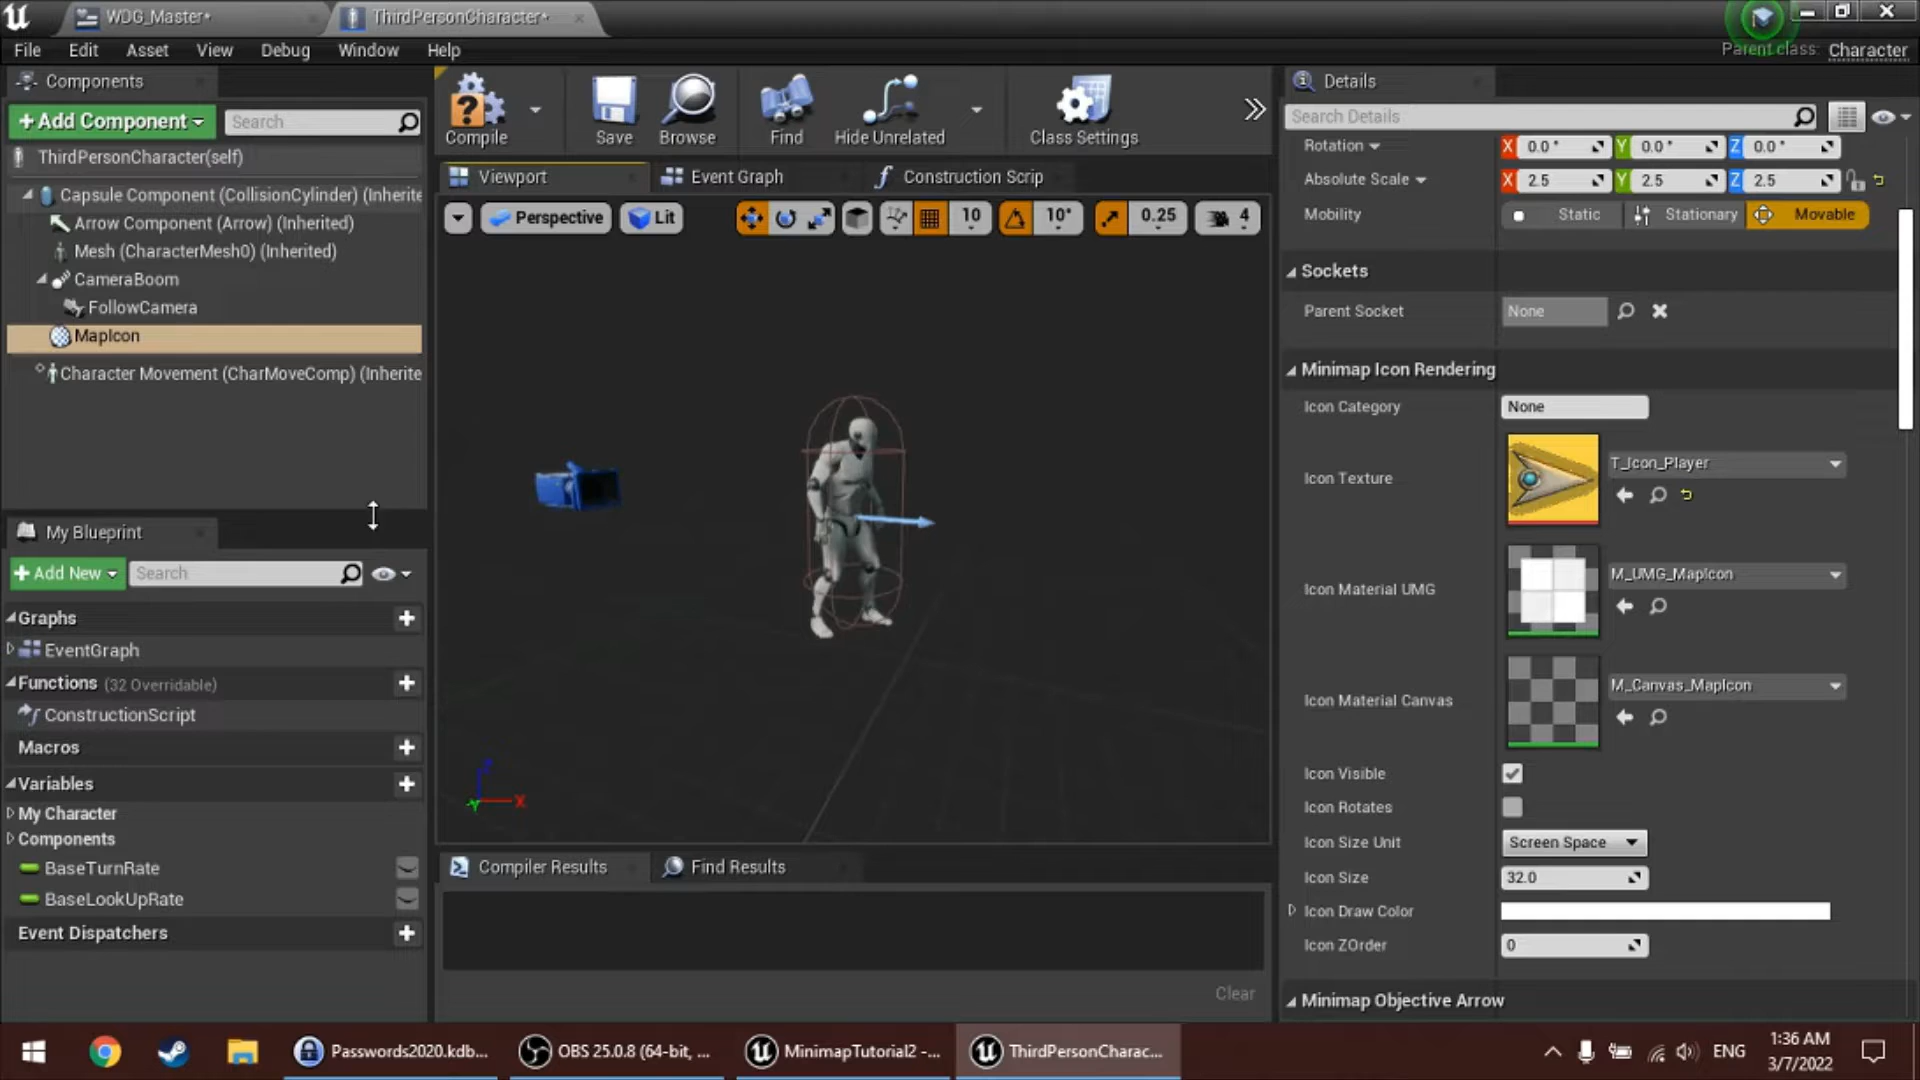 WDG_Master*
ThirdPersonCharacter*
File Edit Asset View Debug Window Help
Parent class: Character
Components
+Add Component
Search
ThirdPersonCharacter(self)
Capsule Component (CollisionCylinder) (Inherite
Arrow Component (Arrow) (Inherited)
Mesh (CharacterMesh0) (Inherited)
CameraBoom
FollowCamera
MapIcon
Character Movement (CharMoveComp) (Inherite
My Blueprint
+Add New
Search
Graphs
EventGraph
Functions (32 Overridable)
ConstructionScript
Macros
Variables
My Character
Components
BaseTurnRate
BaseLookUpRate
Event Dispatchers
Compile
Save
Browse
Find
Hide Unrelated
Class Settings
Viewport
Event Graph
Construction Scrip
Perspective
Lit
10
10°
0.25
4
Z
X
Y
Compiler Results
Find Results
Clear
Details
Search Details
Rotation
X 0.0° Y 0.0° Z 0.0°
Absolute Scale
X 2.5 Y 2.5 Z 2.5
Mobility
Static Stationary Movable
Sockets
Parent Socket
None
Minimap Icon Rendering
Icon Category
None
Icon Texture
T_Icon_Player
Icon Material UMG
M_UMG_MapIcon
Icon Material Canvas
M_Canvas_MapIcon
Icon Visible
Icon Rotates
Icon Size Unit
Screen Space
Icon Size
32.0
Icon Draw Color
Icon ZOrder
0
Minimap Objective Arrow
Passwords2020.kdb...
OBS 25.0.8 (64-bit, ...
MinimapTutorial2 -...
ThirdPersonCharac...
ENG
1:36 AM
3/7/2022